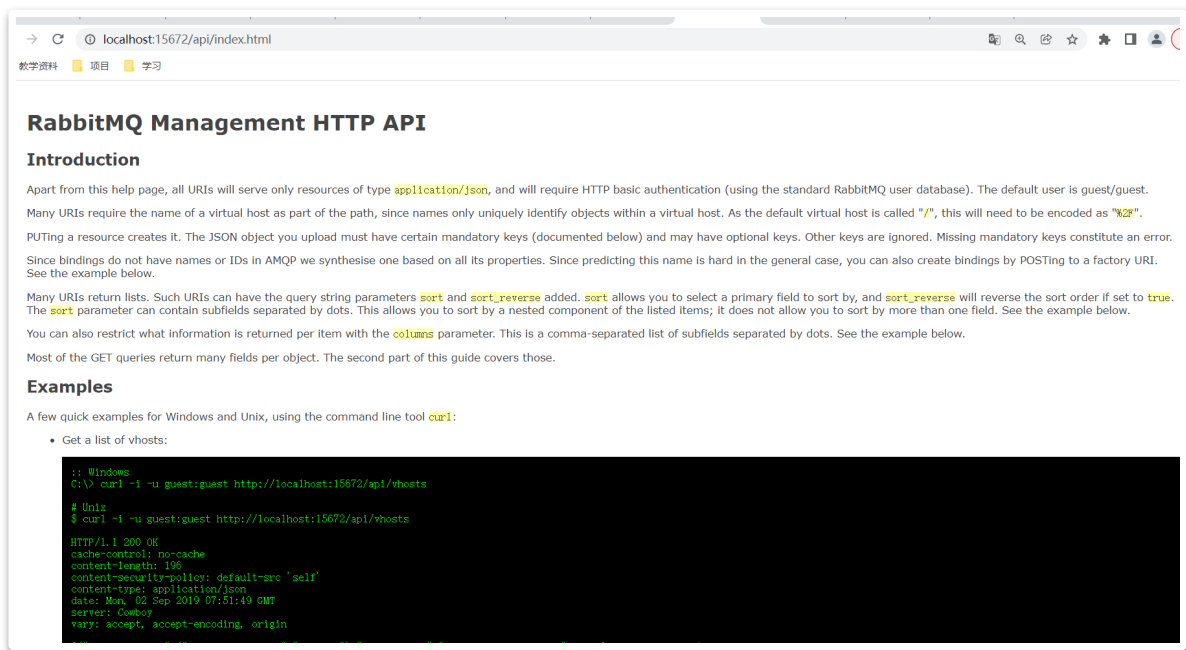 localhost:15672/api/index.html
教学资料 项目 学习
RabbitMQ Management HTTP API
Introduction
Apart from this help page, all URIs will serve only resources of type application/json, and will require HTTP basic authentication (using the standard RabbitMQ user database). The default user is guest/guest.
Many URIs require the name of a virtual host as part of the path, since names only uniquely identify objects within a virtual host. As the default virtual host is called "/", this will need to be encoded as "%2F".
PUTing a resource creates it. The JSON object you upload must have certain mandatory keys (documented below) and may have optional keys. Other keys are ignored. Missing mandatory keys constitute an error.
Since bindings do not have names or IDs in AMQP we synthesise one based on all its properties. Since predicting this name is hard in the general case, you can also create bindings by POSTing to a factory URI.
See the example below.
Many URIs return lists. Such URIs can have the query string parameters sort and sort_reverse added. sort allows you to select a primary field to sort by, and sort_reverse will reverse the sort order if set to true.
The sort parameter can contain subfields separated by dots. This allows you to sort by a nested component of the listed items; it does not allow you to sort by more than one field. See the example below.
You can also restrict what information is returned per item with the columns parameter. This is a comma-separated list of subfields separated by dots. See the example below.
Most of the GET queries return many fields per object. The second part of this guide covers those.
Examples
A few quick examples for Windows and Unix, using the command line tool curl:
• Get a list of vhosts:
:: Windows
C:\> curl -i -u guest:guest http://localhost:15672/api/vhosts
# Unix
$ curl -i -u guest:guest http://localhost:15672/api/vhosts
HTTP/1.1 200 OK
cache-control: no-cache
content-length: 196
content-security-policy: default-src 'self'
content-type: application/json
date: Mon, 02 Sep 2019 07:51:49 GMT
server: Cowboy
vary: accept, accept-encoding, origin